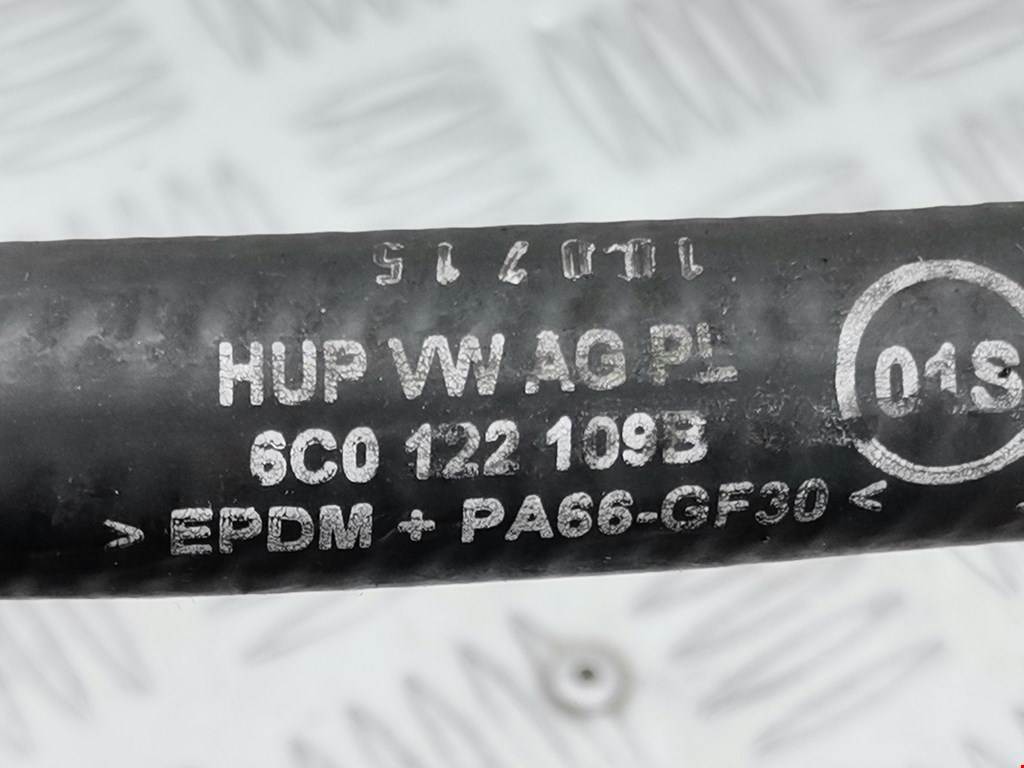 HUP VW AG PL
6C0 122 109B
> EPDM + PA66-GF30 <
01S